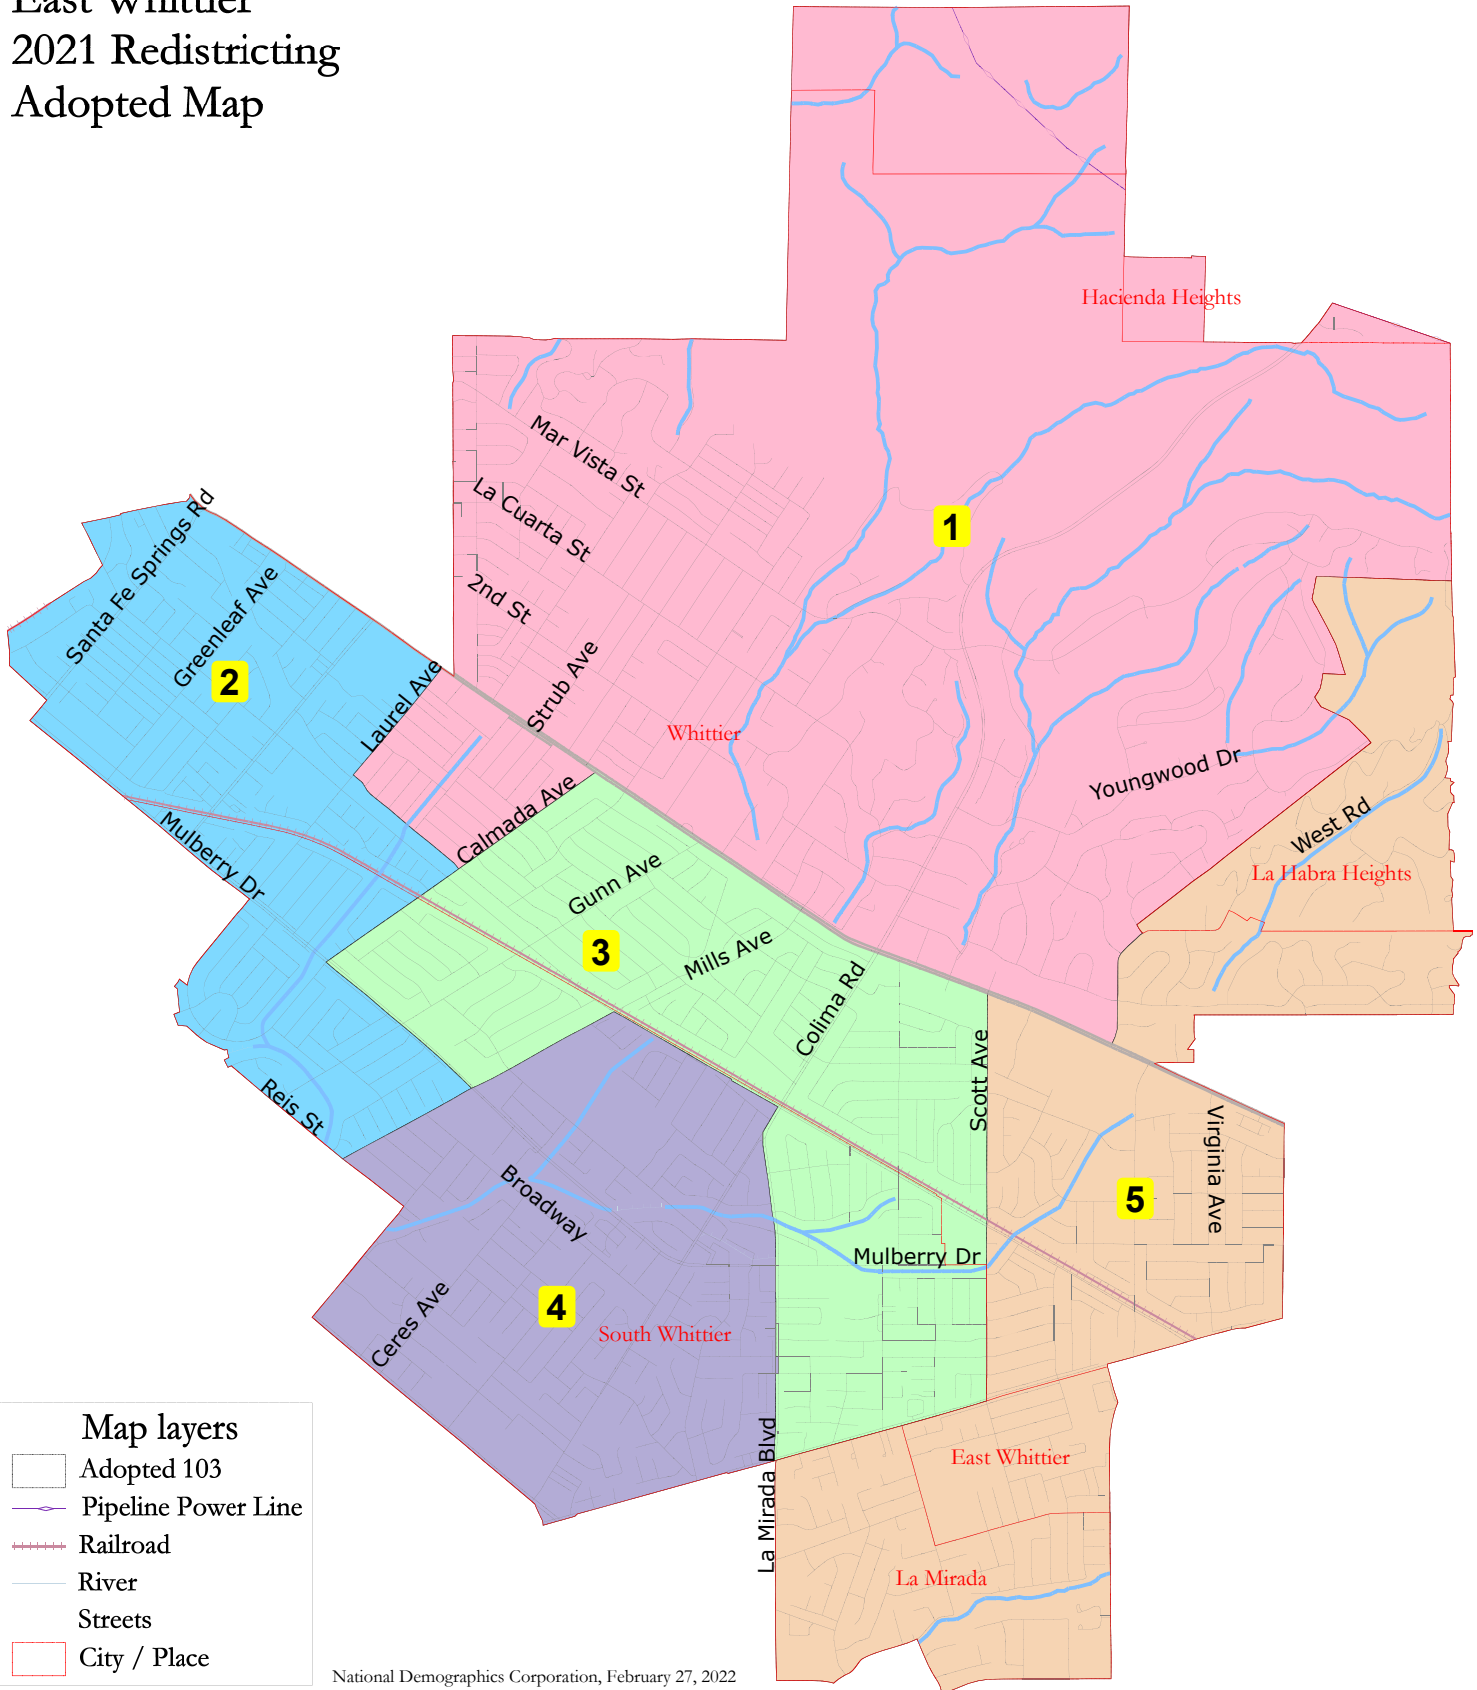 East Whittier
2021 Redistricting
Adopted Map
Hacienda Heights
Mar Vista St
La Cuarta St
1
2nd St
Santa Fe Springs Rd
Greenleaf Ave
2
Laurel Ave
Strub Ave
Whittier
Youngwood Dr
West Rd
La Habra Heights
Calmada Ave
Mulberry Dr
Gunn Ave
3
Mills Ave
Colima Rd
Scott Ave
Reis St
Virginia Ave
5
Broadway
Mulberry Dr
4
Ceres Ave
South Whittier
La Mirada Blvd
East Whittier
La Mirada
Map layers
Adopted 103
Pipeline Power Line
Railroad
River
Streets
City / Place
National Demographics Corporation, February 27, 2022